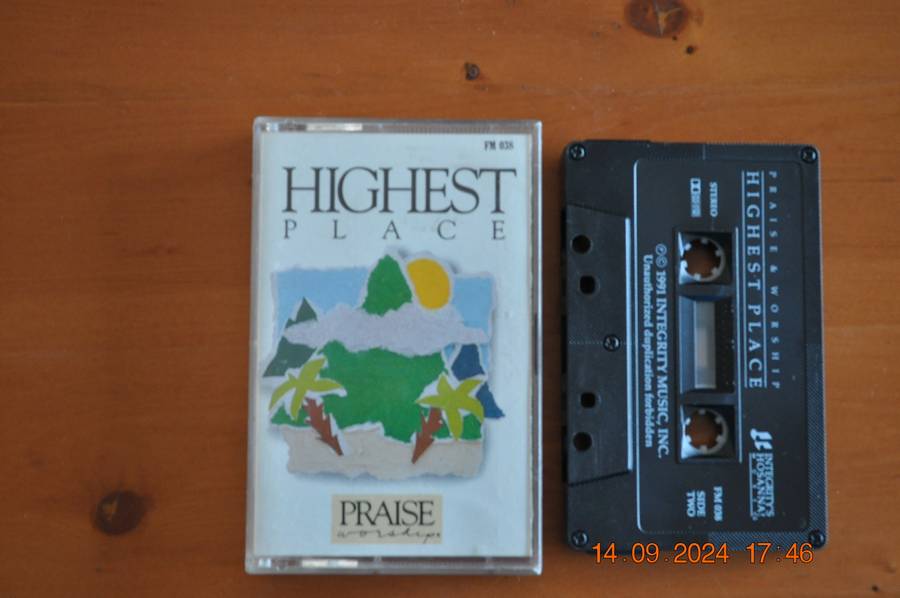 FM 038
HIGHEST
PLACE
PRAISE
worship
PRAISE & WORSHIP
HIGHEST PLACE
STEREO
℗© 1991 INTEGRITY MUSIC, INC.
Unauthorized duplication forbidden
INTEGRITY'S
HOSANNA!
FM 038
SIDE
TWO
14.09.2024 17:46